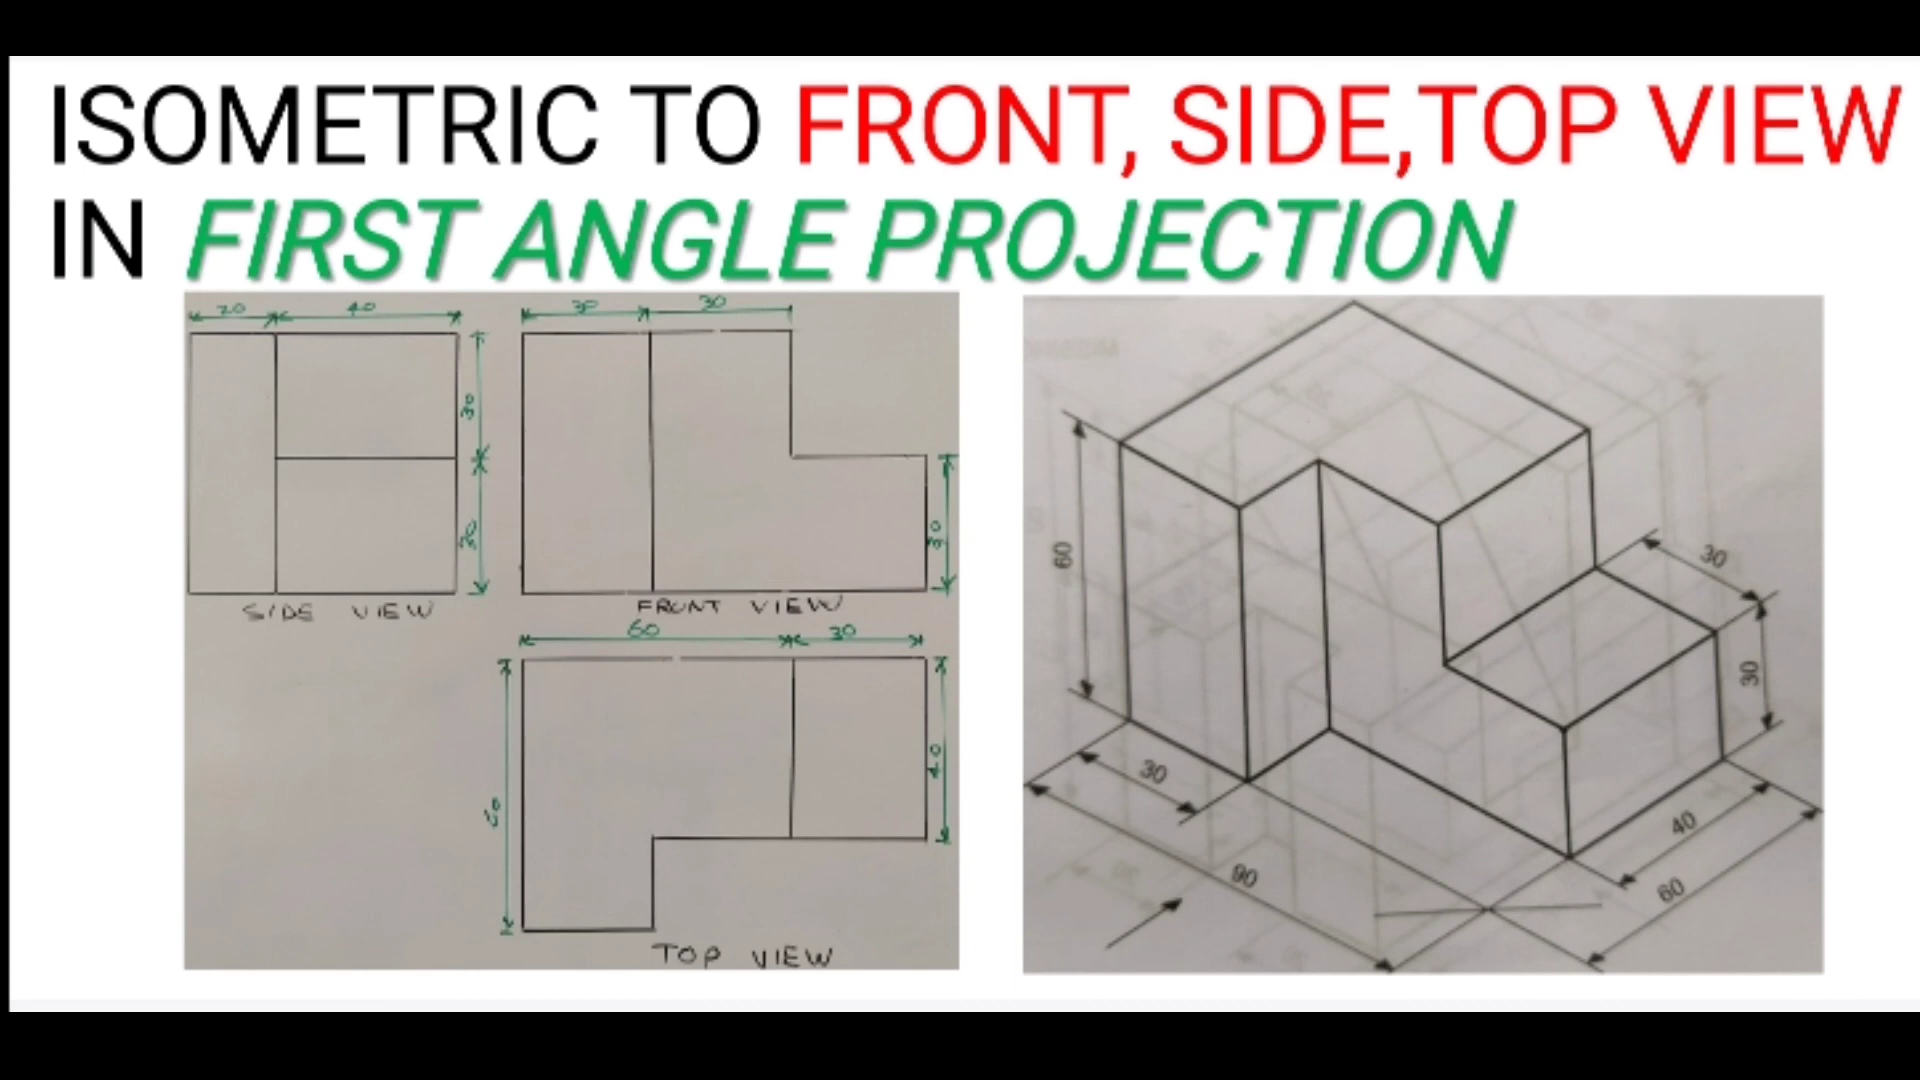 ISOMETRIC TO FRONT, SIDE,TOP VIEW
IN FIRST ANGLE PROJECTION
20 40 30 30
30
30 30
SIDE VIEW FRONT VIEW
60 30
40
60
TOP VIEW
60
30
30
30
40
60
90